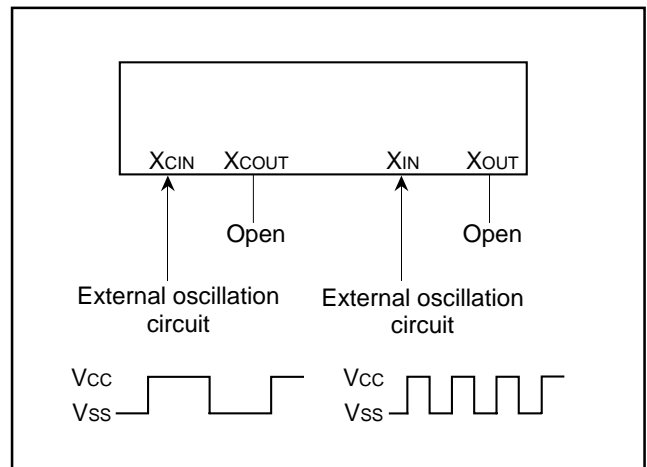 XCIN XCOUT XIN XOUT
Open Open
External oscillation circuit
External oscillation circuit
VCC
VSS
VCC
VSS